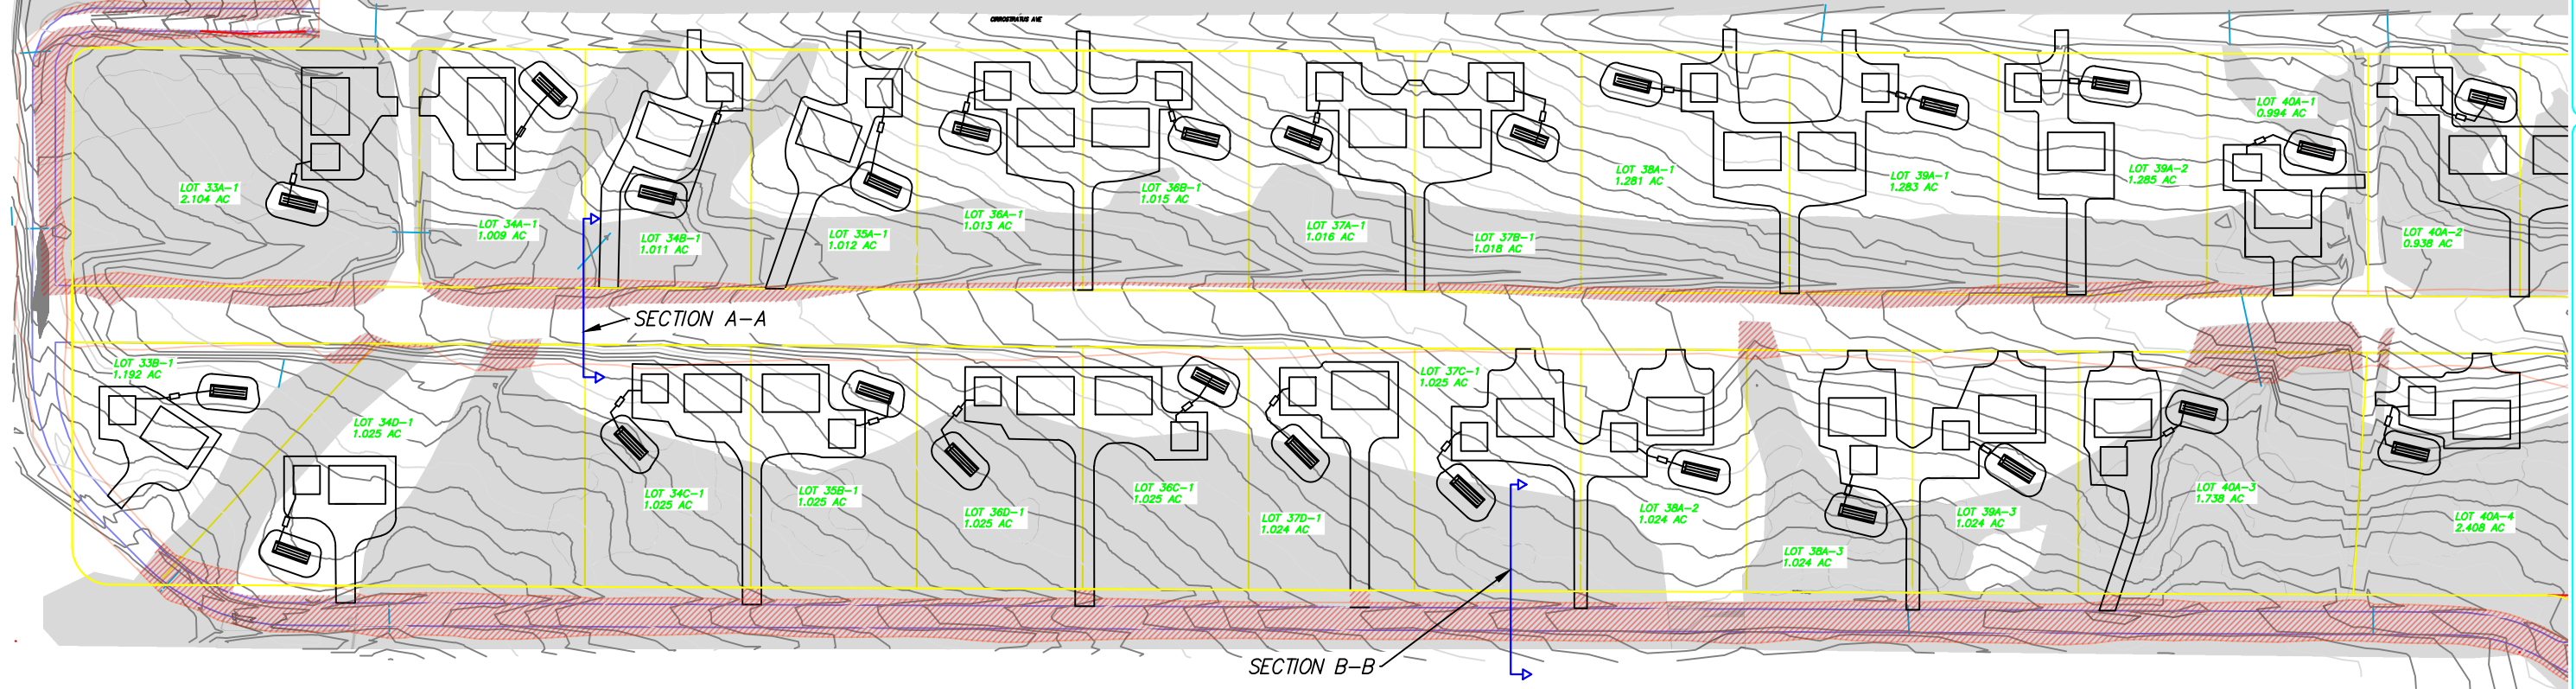 CIRROSTRATUS AVE
LOT 33A-1
2.104 AC
LOT 34A-1
1.009 AC
LOT 34B-1
1.011 AC
LOT 35A-1
1.012 AC
LOT 36A-1
1.013 AC
LOT 36B-1
1.015 AC
LOT 37A-1
1.016 AC
LOT 37B-1
1.018 AC
LOT 38A-1
1.281 AC
LOT 39A-1
1.283 AC
LOT 39A-2
1.285 AC
LOT 40A-1
0.994 AC
LOT 40A-2
0.938 AC
SECTION A-A
LOT 33B-1
1.192 AC
LOT 34D-1
1.025 AC
LOT 34C-1
1.025 AC
LOT 35B-1
1.025 AC
LOT 36D-1
1.025 AC
LOT 36C-1
1.025 AC
LOT 37D-1
1.024 AC
LOT 37C-1
1.025 AC
LOT 38A-2
1.024 AC
LOT 38A-3
1.024 AC
LOT 39A-3
1.024 AC
LOT 40A-3
1.738 AC
LOT 40A-4
2.408 AC
SECTION B-B